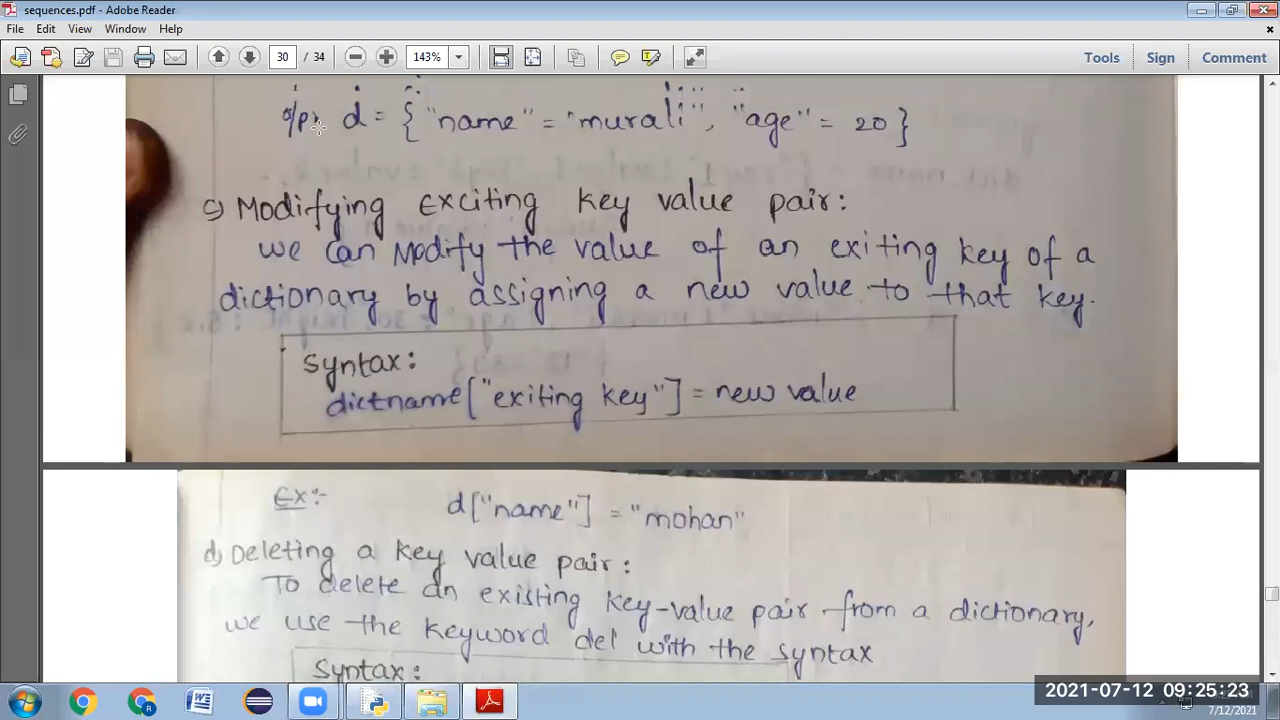 sequences.pdf - Adobe Reader
File Edit View Window Help
30 / 34 143% Tools Sign Comment
o/p: d = { "name" = "murali", "age" = 20 }
c) Modifying Exciting key value pair:
we can Modify the value of an exiting key of a
dictionary by assigning a new value to that key.
Syntax:
dictname["exiting key"] = new value
Ex:- d["name"] = "mohan"
d) Deleting a key value pair:
To delete an existing key-value pair from a dictionary,
we use the keyword del with the syntax
Syntax:
2021-07-12 09:25:23
7/12/2021